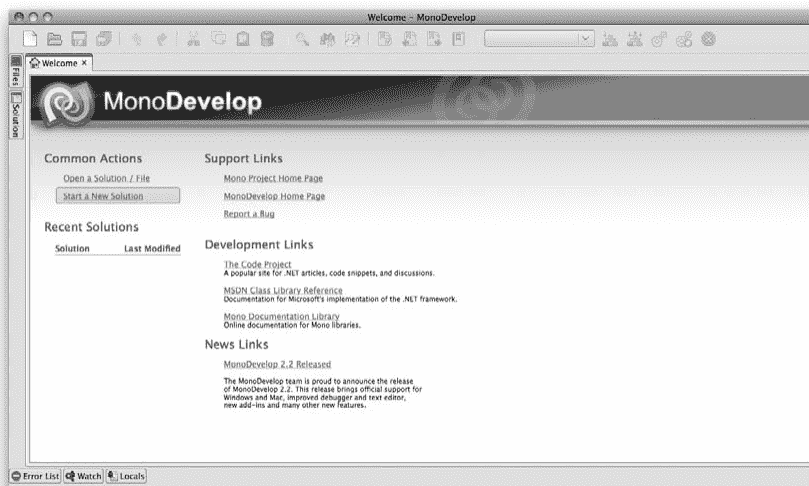 Welcome – MonoDevelop
Welcome ×
Files
Solution
MonoDevelop
Common Actions
Open a Solution / File
Start a New Solution
Recent Solutions
Solution Last Modified
Support Links
Mono Project Home Page
MonoDevelop Home Page
Report a Bug
Development Links
The Code Project
A popular site for .NET articles, code snippets, and discussions.
MSDN Class Library Reference
Documentation for Microsoft's implementation of the .NET framework.
Mono Documentation Library
Online documentation for Mono libraries.
News Links
MonoDevelop 2.2 Released
The MonoDevelop team is proud to announce the release
of MonoDevelop 2.2. This release brings official support for
Windows and Mac, improved debugger and text editor,
new add-ins and many other new features.
Error List Watch Locals